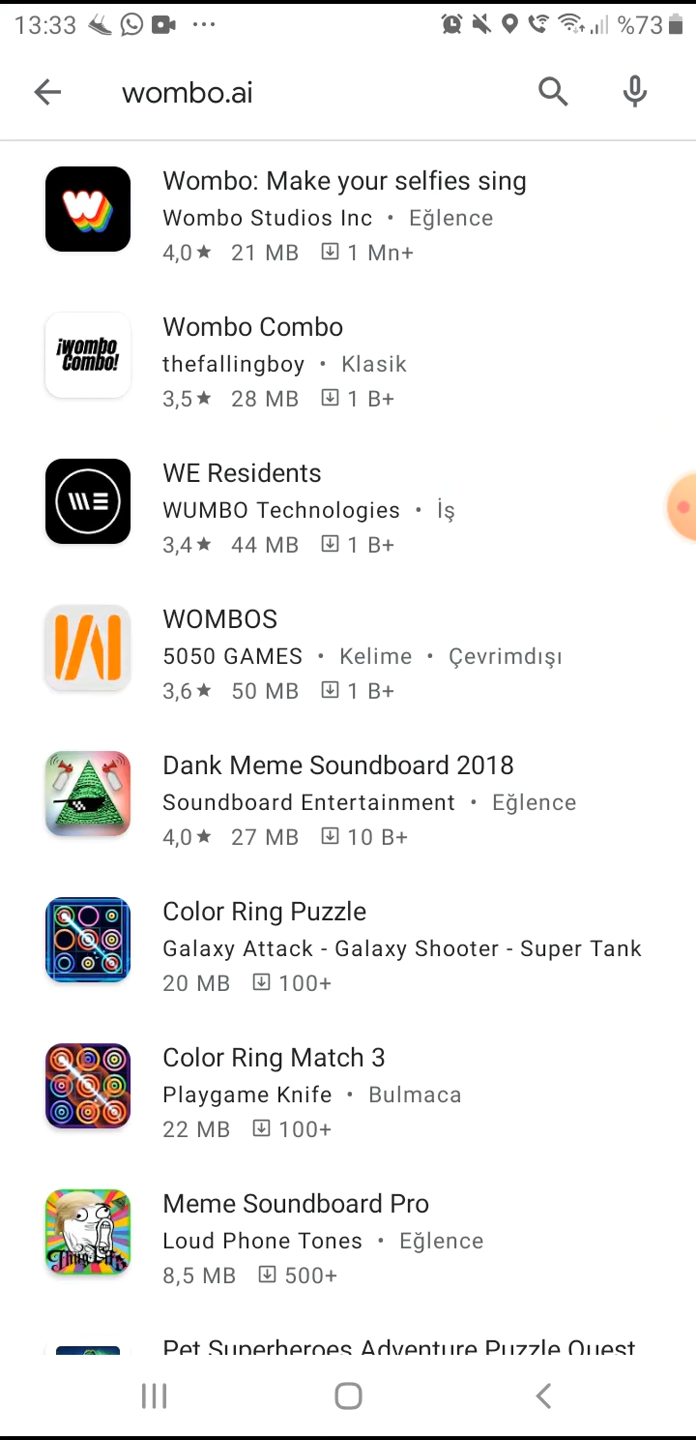 13:33 ... %73
wombo.ai
Wombo: Make your selfies sing
Wombo Studios Inc • Eğlence
4,0★ 21 MB 1 Mn+
¡wombo
Combo!
Wombo Combo
thefallingboy • Klasik
3,5★ 28 MB 1 B+
WE
WE Residents
WUMBO Technologies • İş
3,4★ 44 MB 1 B+
WOMBOS
5050 GAMES • Kelime • Çevrimdışı
3,6★ 50 MB 1 B+
Dank Meme Soundboard 2018
Soundboard Entertainment • Eğlence
4,0★ 27 MB 10 B+
Color Ring Puzzle
Galaxy Attack - Galaxy Shooter - Super Tank
20 MB 100+
Color Ring Match 3
Playgame Knife • Bulmaca
22 MB 100+
Thug Life
Meme Soundboard Pro
Loud Phone Tones • Eğlence
8,5 MB 500+
Pet Superheroes Adventure Puzzle Quest